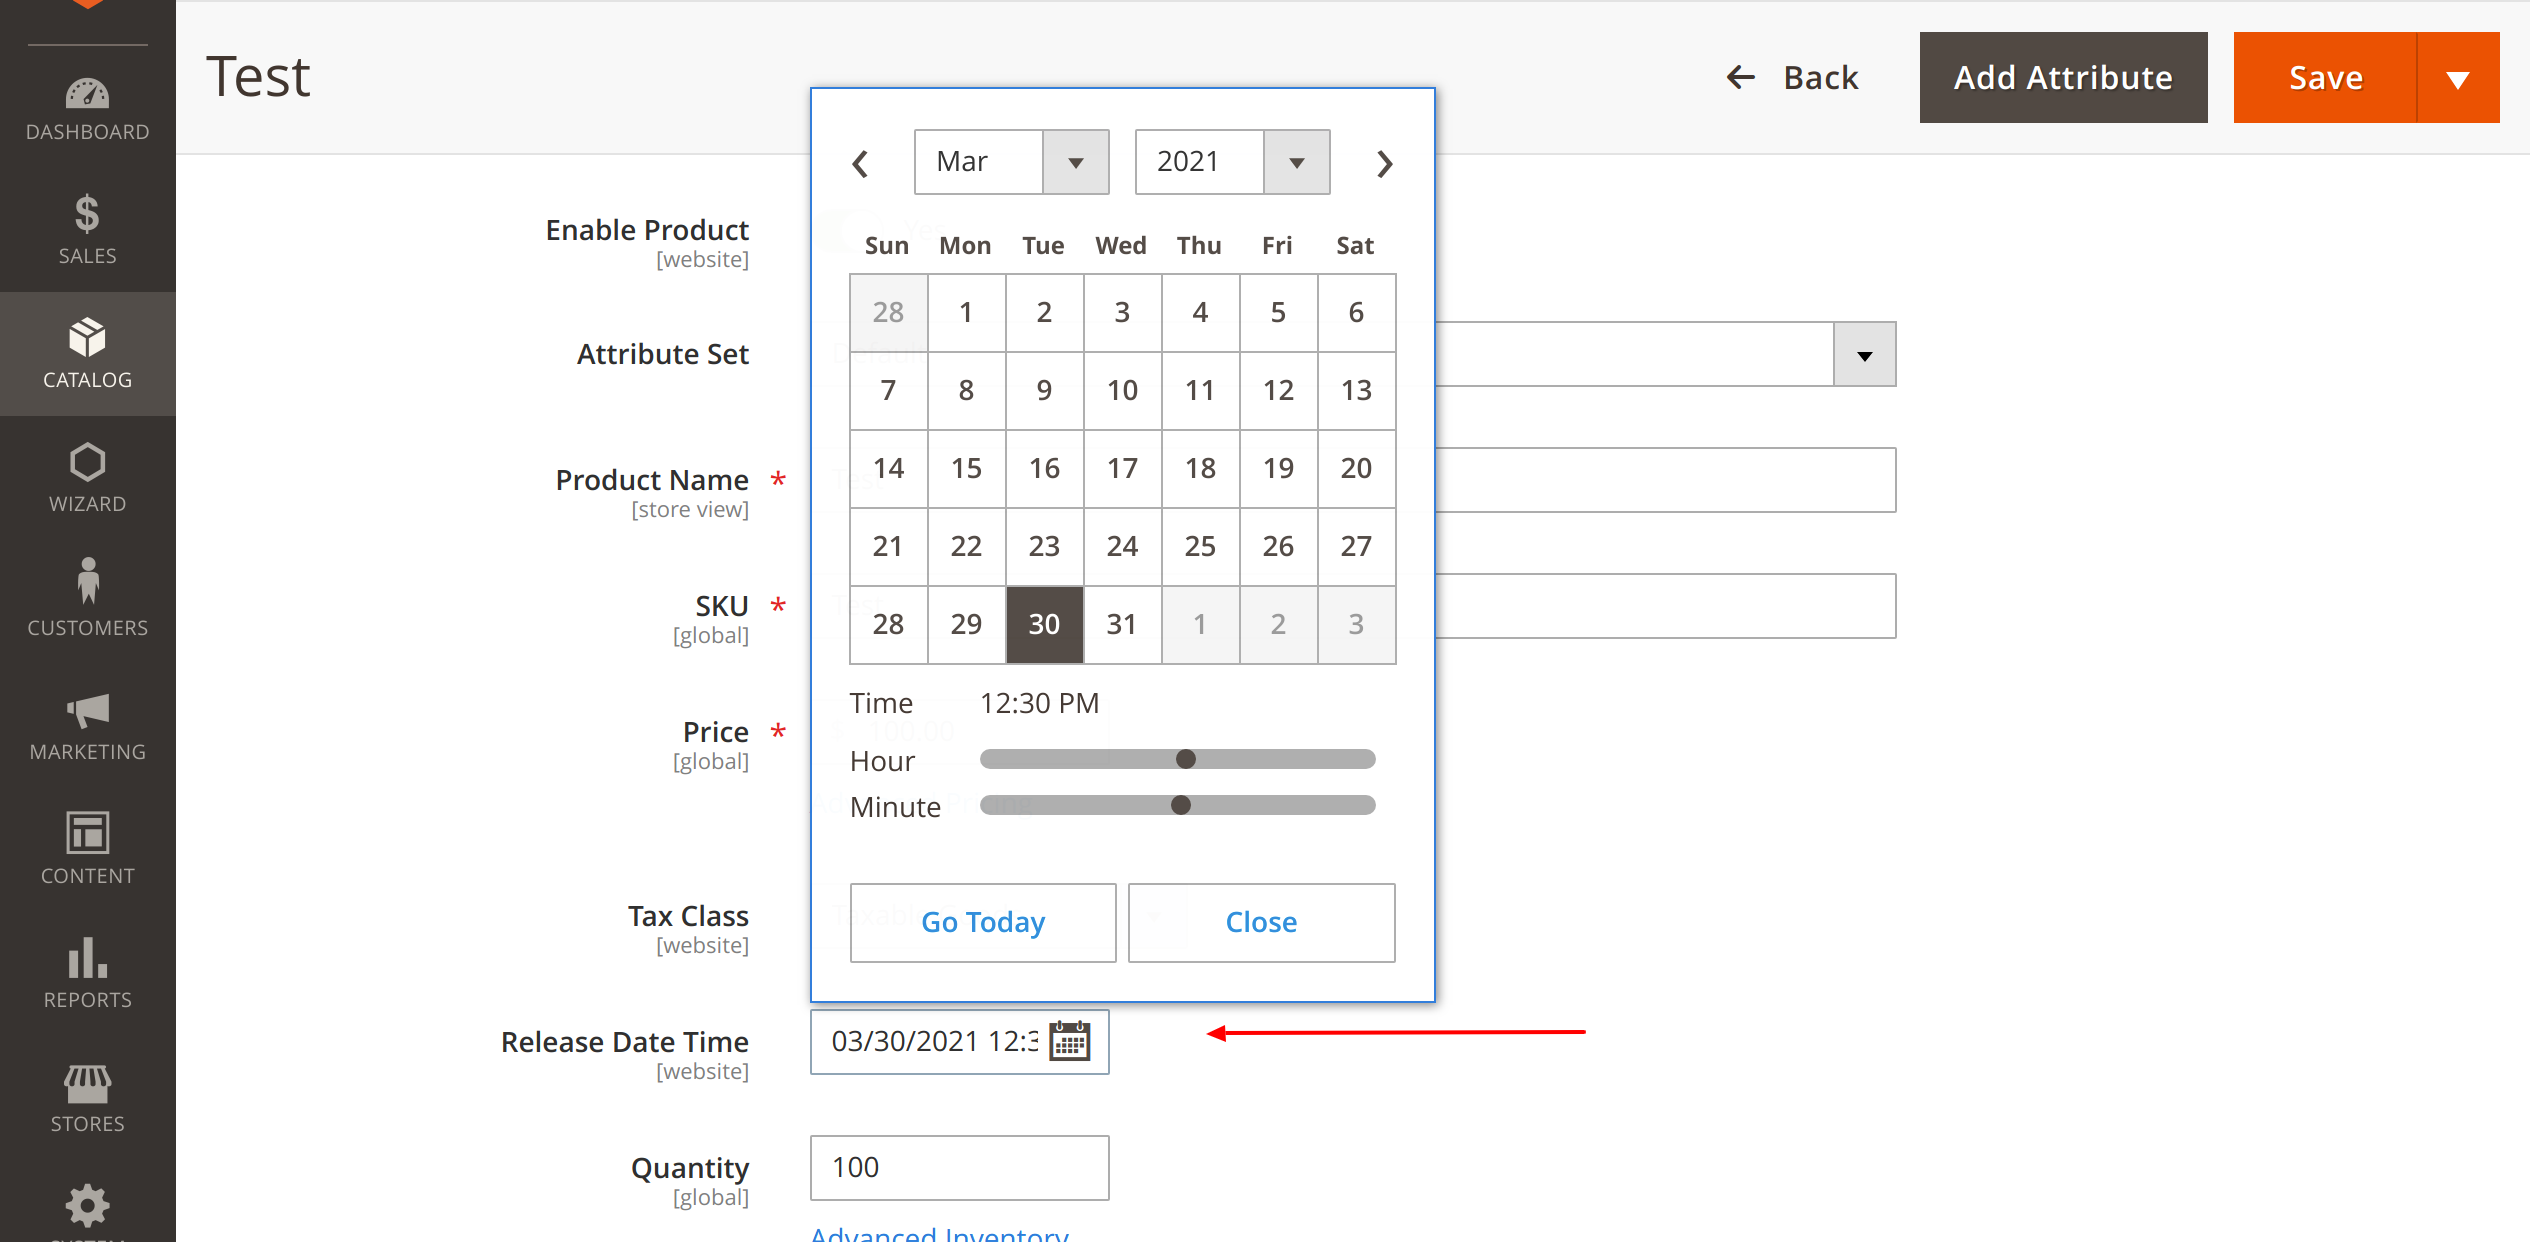 Test
Back
Add Attribute
Save
DASHBOARD
SALES
CATALOG
WIZARD
CUSTOMERS
MARKETING
CONTENT
REPORTS
STORES
Mar
2021
Sun Mon Tue Wed Thu Fri Sat
28 1 2 3 4 5 6
7 8 9 10 11 12 13
14 15 16 17 18 19 20
21 22 23 24 25 26 27
28 29 30 31 1 2 3
Time 12:30 PM
Hour
Minute
Go Today
Close
Enable Product
[website]
Attribute Set
Product Name *
[store view]
SKU *
[global]
Price *
[global]
Tax Class
[website]
Release Date Time
[website]
03/30/2021 12:3
Quantity
[global]
100
Advanced Inventory